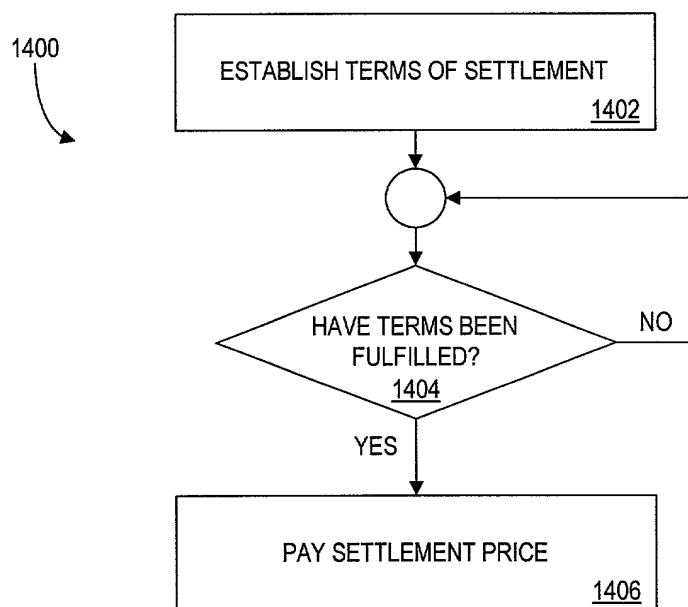 1400
ESTABLISH TERMS OF SETTLEMENT
1402
HAVE TERMS BEEN
FULFILLED?
1404
NO
YES
PAY SETTLEMENT PRICE
1406